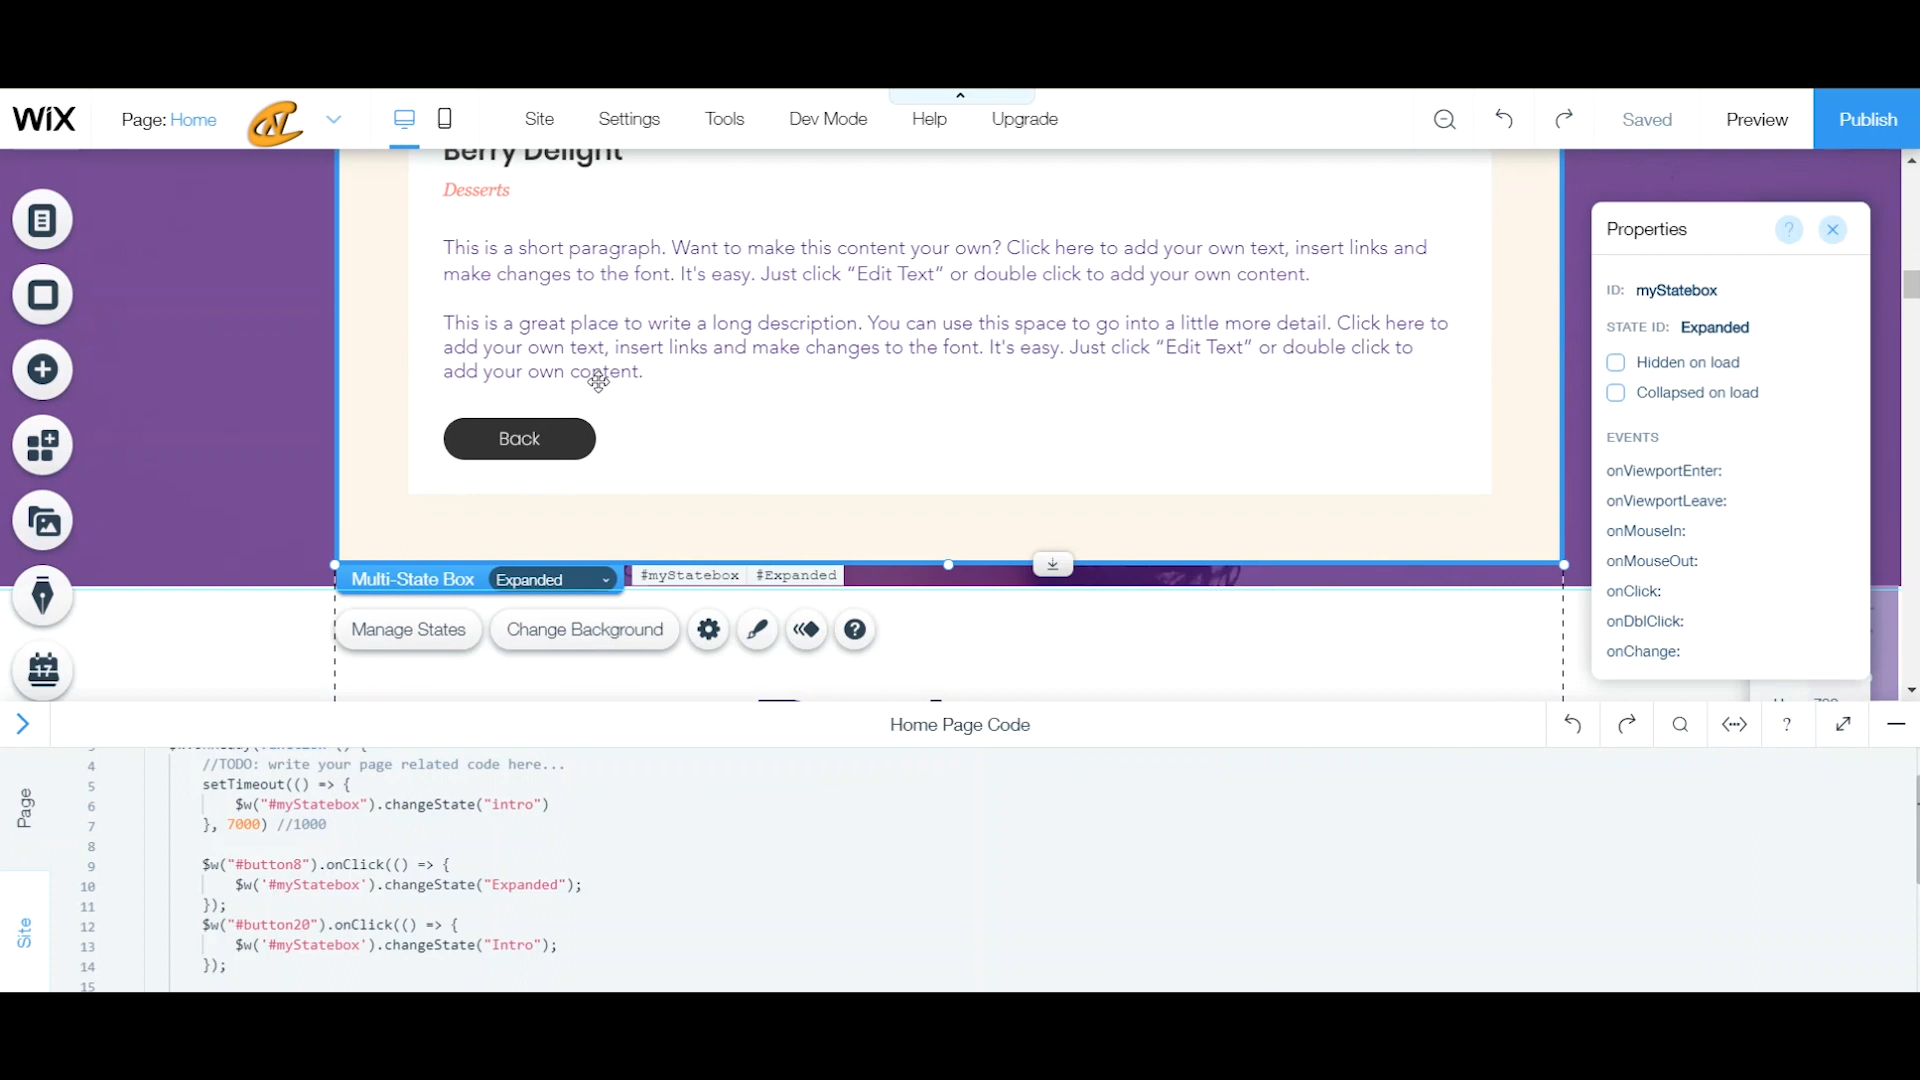 WiX Page: Home Site Settings Tools Dev Mode Help Upgrade Saved Preview Publish
Berry Delight
Desserts
This is a short paragraph. Want to make this content your own? Click here to add your own text, insert links and
make changes to the font. It's easy. Just click “Edit Text” or double click to add your own content.
This is a great place to write a long description. You can use this space to go into a little more detail. Click here to
add your own text, insert links and make changes to the font. It's easy. Just click “Edit Text” or double click to
add your own content.
Back
Properties ?
ID: myStatebox
STATE ID: Expanded
Hidden on load
Collapsed on load
EVENTS
onViewportEnter:
onViewportLeave:
onMouseIn:
onMouseOut:
onClick:
onDblClick:
onChange:
17
Multi-State Box Expanded #myStatebox #Expanded
Manage States Change Background ?
Home Page Code ?
Page
Site
4 //TODO: write your page related code here...
5 setTimeout(() => {
6 $w("#myStatebox").changeState("intro")
7 }, 7000) //1000
8
9 $w("#button8").onClick(() => {
10 $w('#myStatebox').changeState("Expanded");
11 });
12 $w("#button20").onClick(() => {
13 $w('#myStatebox').changeState("Intro");
14 });
15